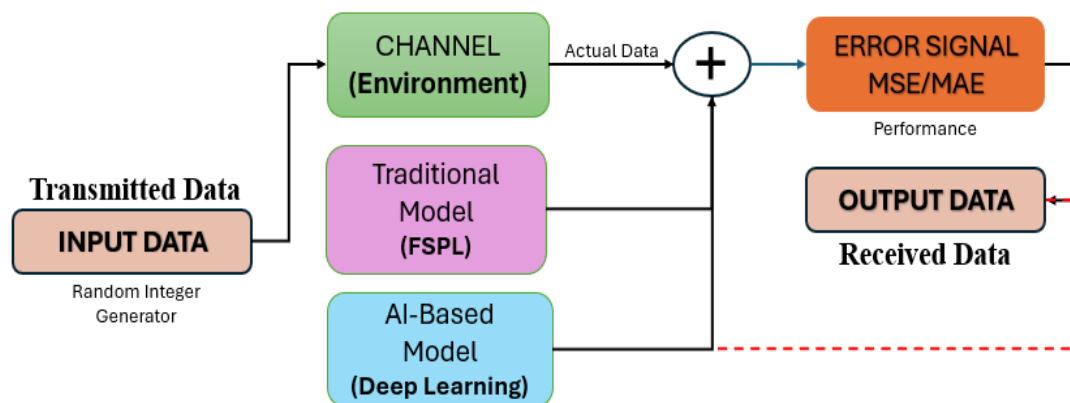 Transmitted Data
INPUT DATA
Random Integer
Generator
CHANNEL
(Environment)
Actual Data
Traditional
Model
(FSPL)
AI-Based
Model
(Deep Learning)
+
ERROR SIGNAL
MSE/MAE
Performance
OUTPUT DATA
Received Data